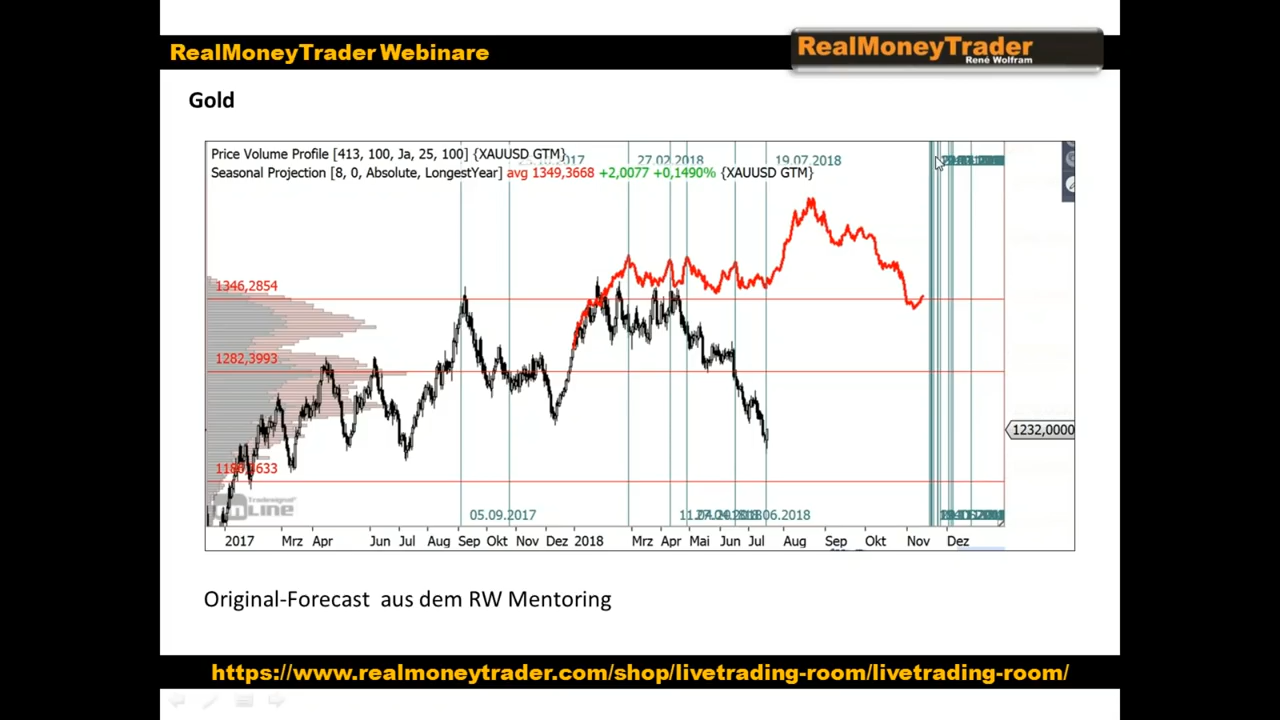 RealMoneyTrader Webinare
RealMoneyTrader
René Wolfram
Gold
Price Volume Profile [413, 100, Ja, 25, 100] {XAUUSD GTM}
27.02.2018
19.07.2018
Seasonal Projection [8, 0, Absolute, LongestYear] avg 1349,3668 +2,0077 +0,1490% {XAUUSD GTM}
1346,2854
1282,3993
1232,0000
Tradesignal
ONLINE
05.09.2017
2017 Mrz Apr Jun Jul Aug Sep Okt Nov Dez 2018 Mrz Apr Mai Jun Jul Aug Sep Okt Nov Dez
Original-Forecast aus dem RW Mentoring
https://www.realmoneytrader.com/shop/livetrading-room/livetrading-room/